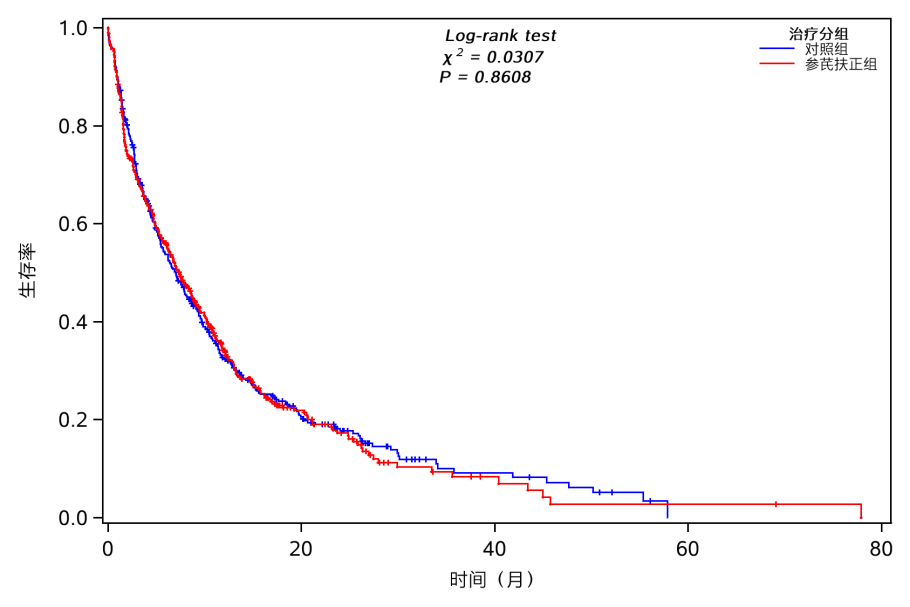 Log-rank test
χ² = 0.0307
P = 0.8608
治疗分组
对照组
参芪扶正组
1.0
0.8
0.6
0.4
0.2
0.0
生存率
0 20 40 60 80
时间（月）